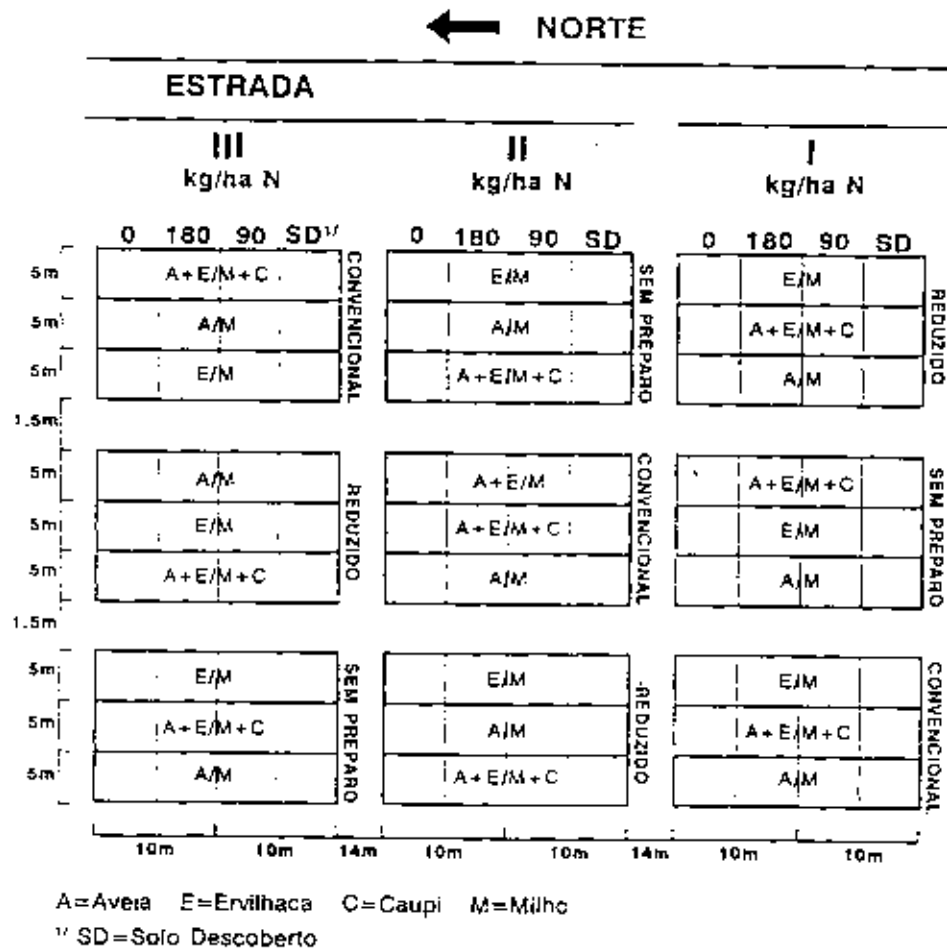 NORTE
ESTRADA
III II I
kg/ha N kg/ha N kg/ha N
0 180 90 SD1/ 0 180 90 SD 0 180 90 SD
5m A+E/M+C CONVENCIONAL E/M SEM PREPARO E/M REDUZIDO
5m A/M A/M A+E/M+C
5m E/M A+E/M+C A/M
1.5m
5m A/M REDUZIDO A+E/M CONVENCIONAL A+E/M+C SEM PREPARO
5m E/M A+E/M+C E/M
5m A+E/M+C A/M A/M
1.5m
5m E/M SEM PREPARO E/M REDUZIDO E/M CONVENCIONAL
5m A+E/M+C A/M A+E/M+C
5m A/M A+E/M+C A/M
10m 10m 14m 10m 10m 14m 10m 10m
A=Aveia E=Ervilhaca C=Caupi M=Milho
1/ SD=Solo Descoberto